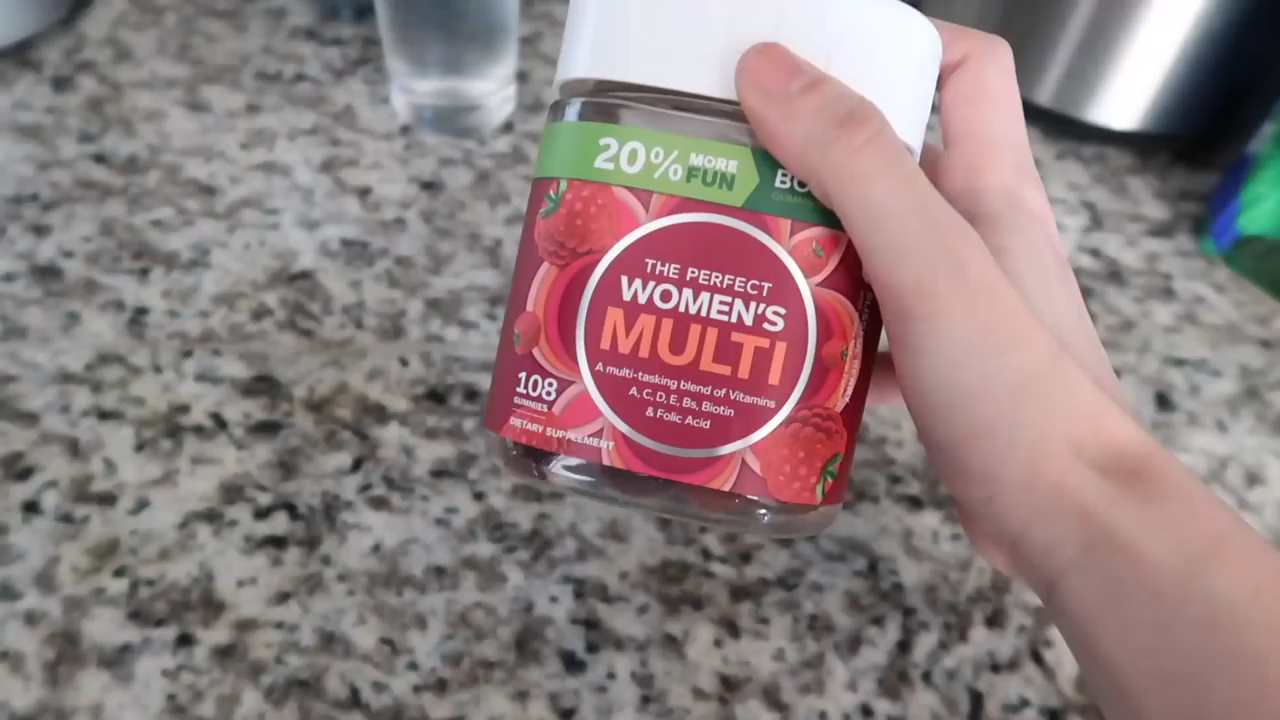 20% MORE FUN
THE PERFECT
WOMEN'S
MULTI
A multi-tasking blend of Vitamins
A, C, D, E, Bs, Biotin
& Folic Acid
108
GUMMIES
DIETARY SUPPLEMENT